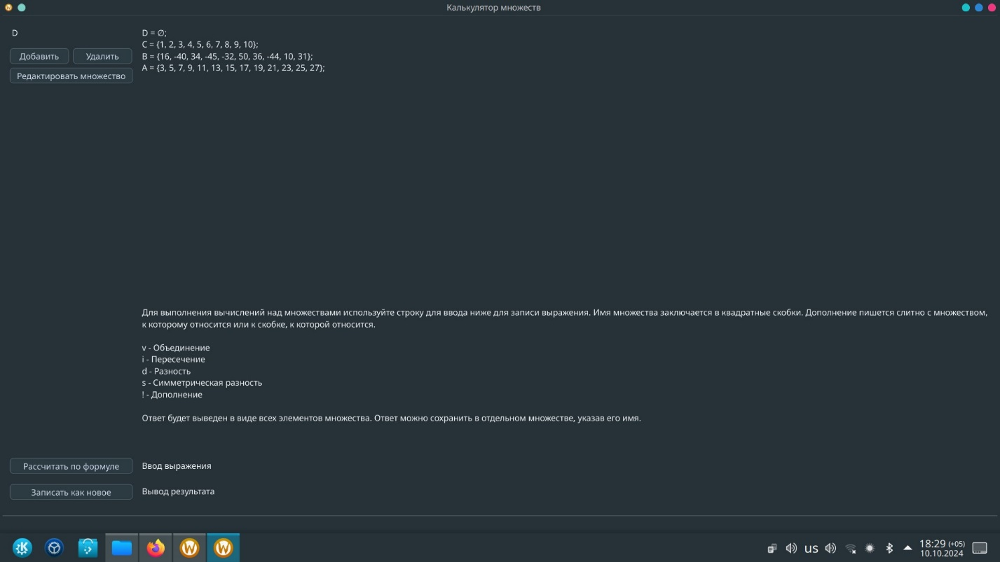 Калькулятор множеств
D
Добавить
Удалить
Редактировать множество
D = ∅;
C = {1, 2, 3, 4, 5, 6, 7, 8, 9, 10};
B = {16, -40, 34, -45, -32, 50, 36, -44, 10, 31};
A = {3, 5, 7, 9, 11, 13, 15, 17, 19, 21, 23, 25, 27};
Для выполнения вычислений над множествами используйте строку для ввода ниже для записи выражения. Имя множества заключается в квадратные скобки. Дополнение пишется слитно с множеством,
к которому относится или к скобке, к которой относится.
v - Объединение
i - Пересечение
d - Разность
s - Симметрическая разность
! - Дополнение
Ответ будет выведен в виде всех элементов множества. Ответ можно сохранить в отдельном множестве, указав его имя.
Рассчитать по формуле
Ввод выражения
Записать как новое
Вывод результата
us
18:29 (+05)
10.10.2024